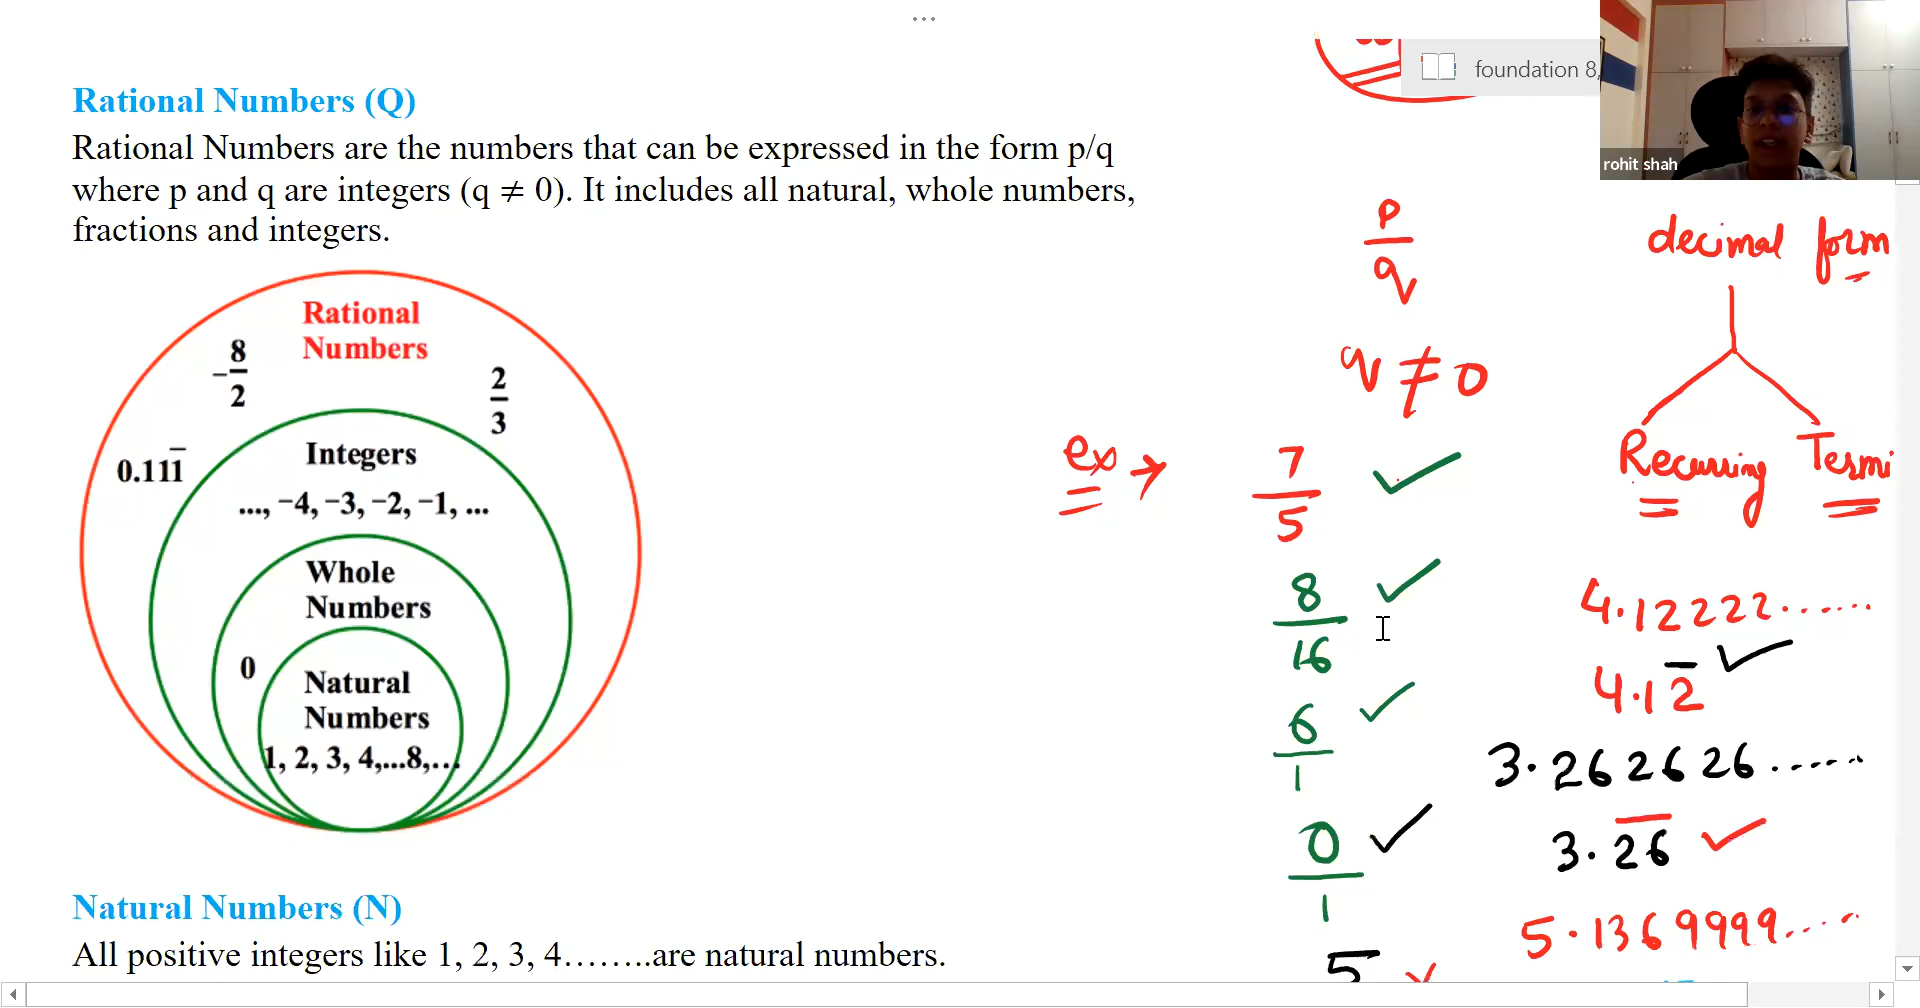 ...
foundation 8,
rohit shah
Rational Numbers (Q)
Rational Numbers are the numbers that can be expressed in the form p/q
where p and q are integers (q ≠ 0). It includes all natural, whole numbers,
fractions and integers.
Rational
Numbers
-8/2
2/3
0.111̅
Integers
..., -4, -3, -2, -1, ...
Whole
Numbers
0
Natural
Numbers
1, 2, 3, 4,...8,...
Natural Numbers (N)
All positive integers like 1, 2, 3, 4........are natural numbers.
p/q
q ≠ 0
ex →
7/5 ✓
8/16 ✓
6/1 ✓
0/1 ✓
5
decimal form
Recurring Termi
4.12222......
4.12̅ ✓
3.262626.....
3.2̅6̅ ✓
5.1369999....